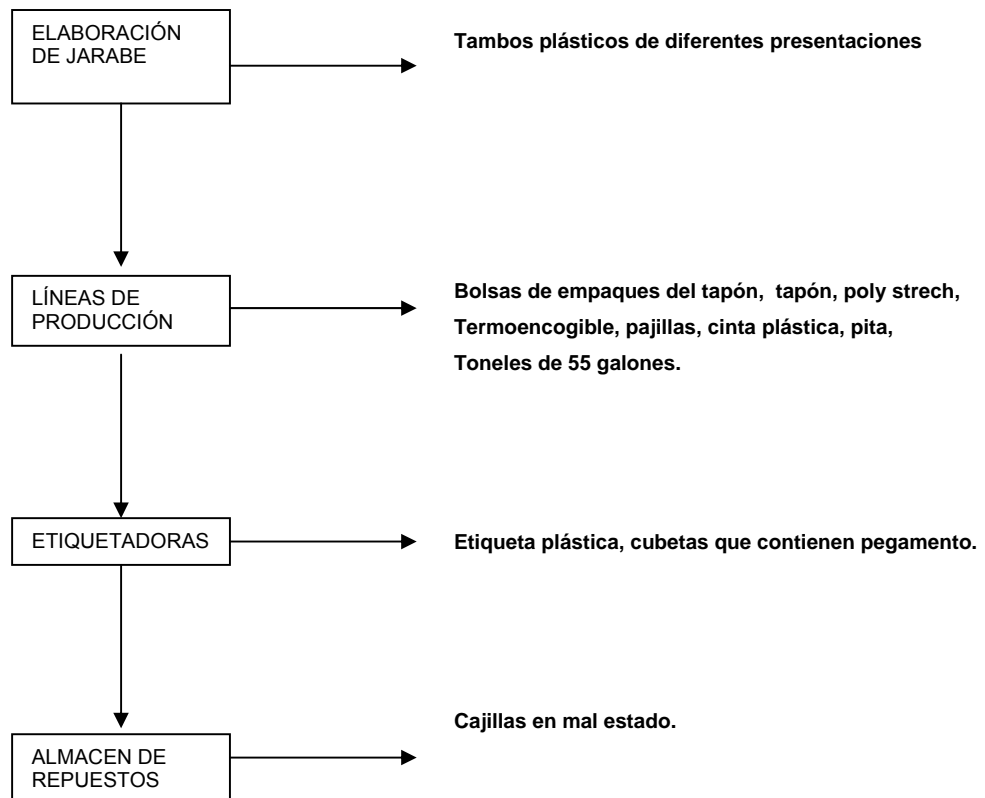 ELABORACIÓN
DE JARABE
Tambos plásticos de diferentes presentaciones
LÍNEAS DE
PRODUCCIÓN
Bolsas de empaques del tapón, tapón, poly strech,
Termoencogible, pajillas, cinta plástica, pita,
Toneles de 55 galones.
ETIQUETADORAS
Etiqueta plástica, cubetas que contienen pegamento.
Cajillas en mal estado.
ALMACEN DE
REPUESTOS